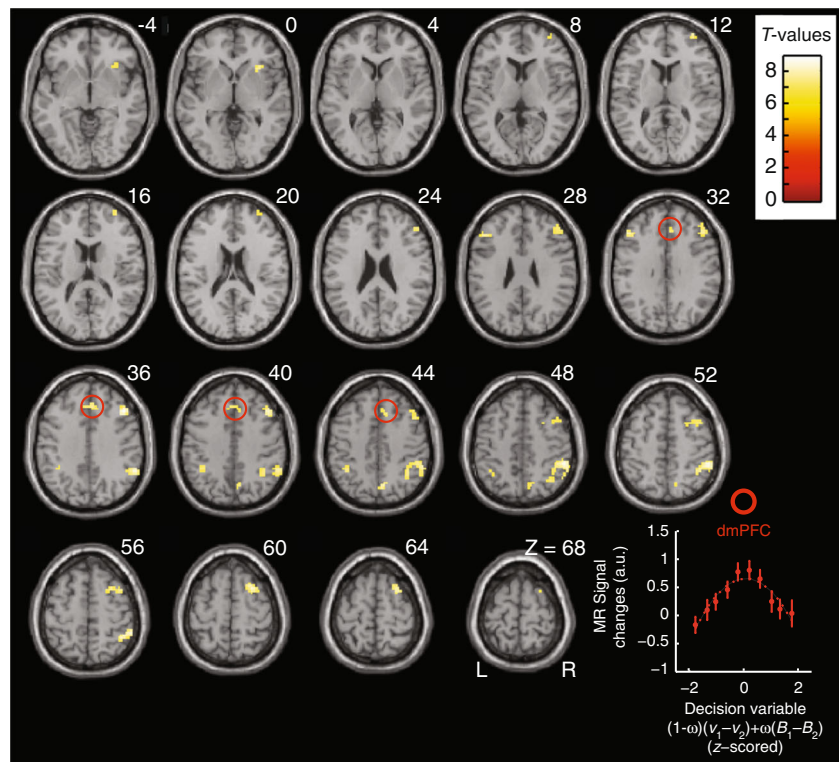 -4 0 4 8 12
T-values
8
6
4
2
0
16 20 24 28 32
36 40 44 48 52
56 60 64 Z = 68
L R
dmPFC
MR Signal
changes (a.u.)
1.5
1
0.5
0
−0.5
−1
−2 0 2
Decision variable
(1-ω)(v₁−v₂)+ω(B₁−B₂)
(z-scored)